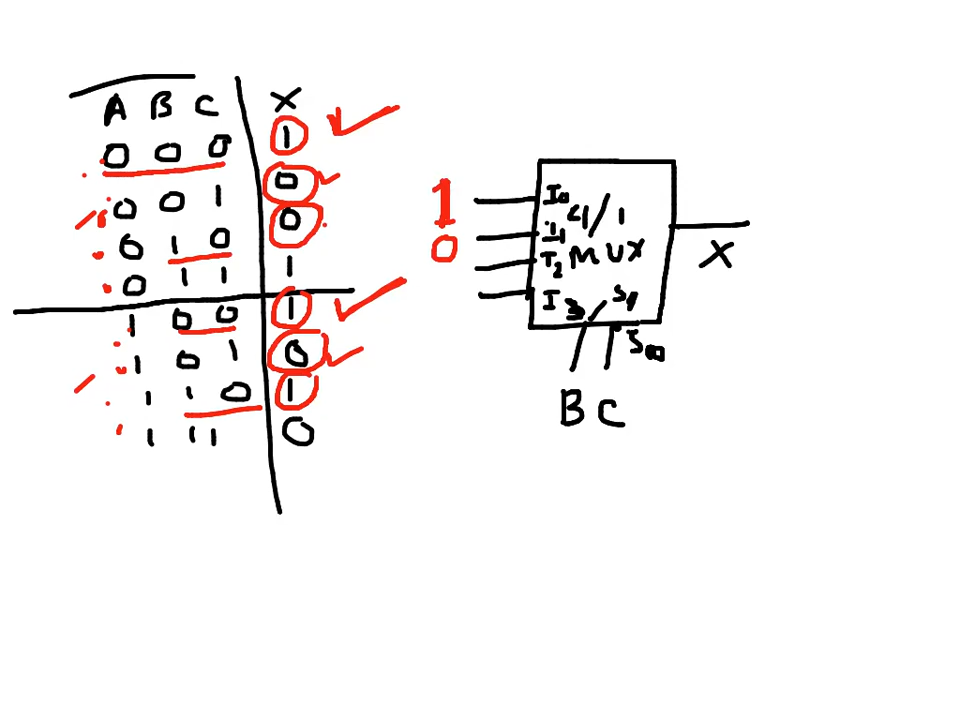 A B C X
0 0 0 1
0 0 1 0
0 1 0 0
0 1 1 1
1 0 0 1
1 0 1 0
1 1 0 1
1 1 1 0
1
0
I0
I1
I2
I3
4/1
MUX
S1
S0
X
B C